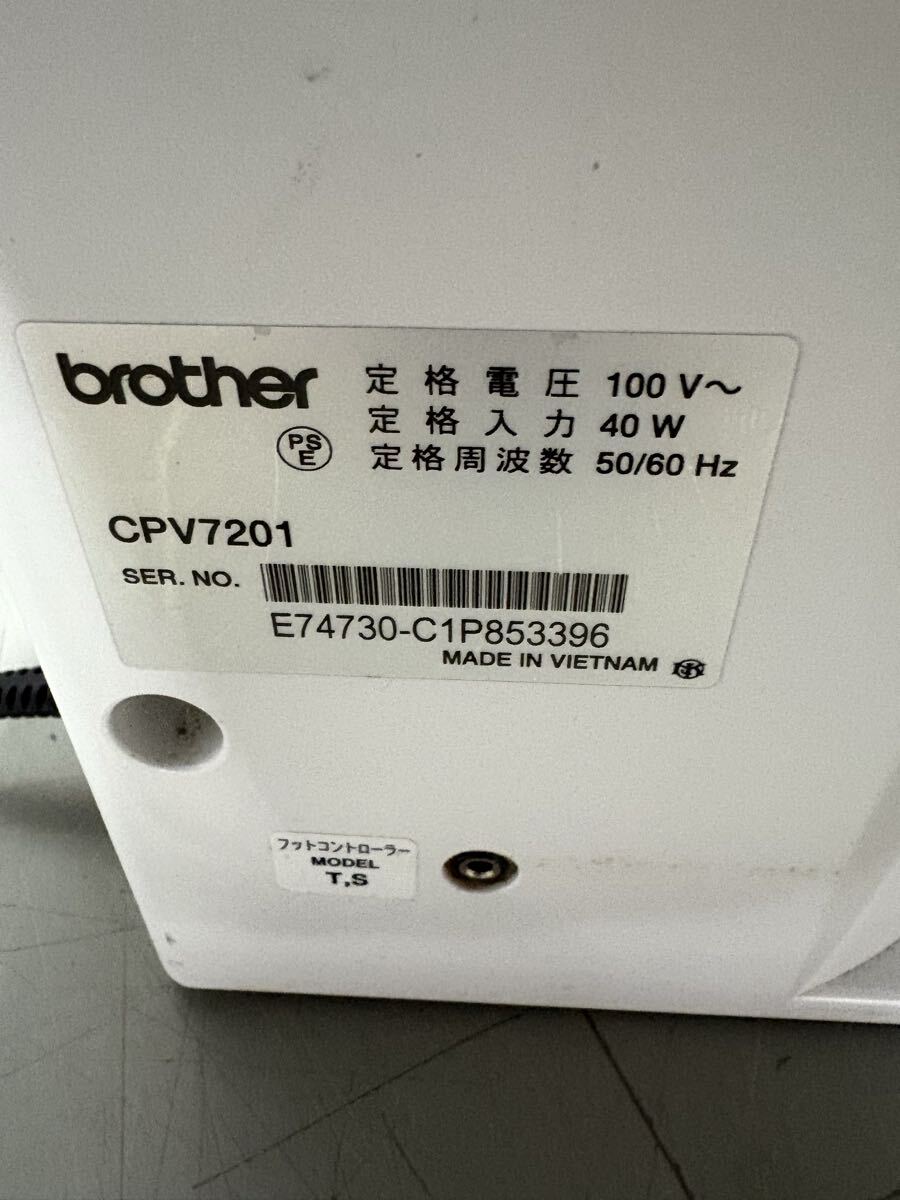 brother
定格電圧 100 V～
定格入力 40 W
PS
E
定格周波数 50/60 Hz
CPV7201
SER. NO.
E74730-C1P853396
MADE IN VIETNAM
フットコントローラー
MODEL
T,S